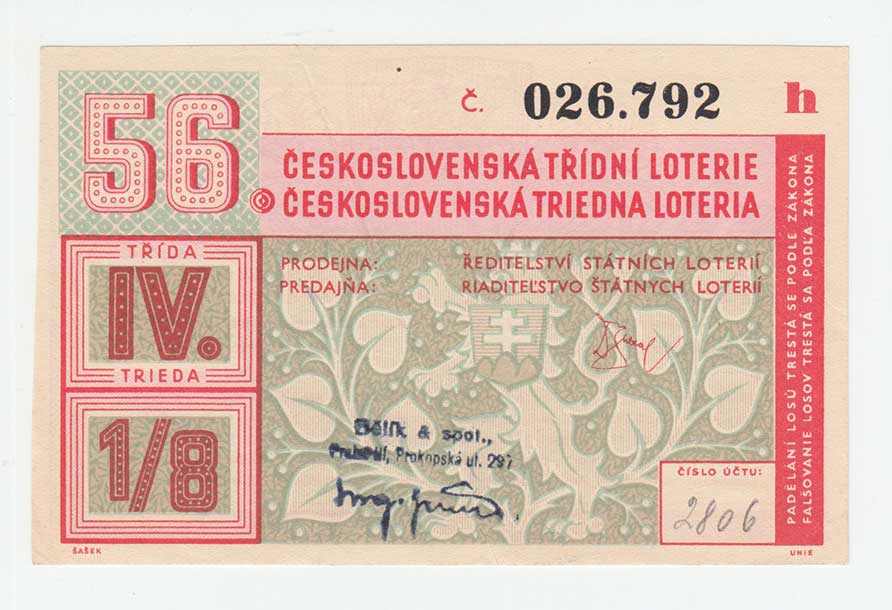 56.
Č. 026.792 h
ČESKOSLOVENSKÁ TŘÍDNÍ LOTERIE
ČESKOSLOVENSKÁ TRIEDNA LOTERIA
TŘÍDA
IV.
TRIEDA
1/8
PRODEJNA: ŘEDITELSTVÍ STÁTNÍCH LOTERIÍ
PREDAJŇA: RIADITEĽSTVO ŠTÁTNYCH LOTERIÍ
Bělík & spol.,
Prokopská ul. 297
ČÍSLO ÚČTU:
2806
PADĚLÁNÍ LOSŮ TRESTÁ SE PODLE ZÁKONA
FALŠOVANIE LOSOV TRESTÁ SA PODĽA ZÁKONA
ŠAŠEK
UNIE